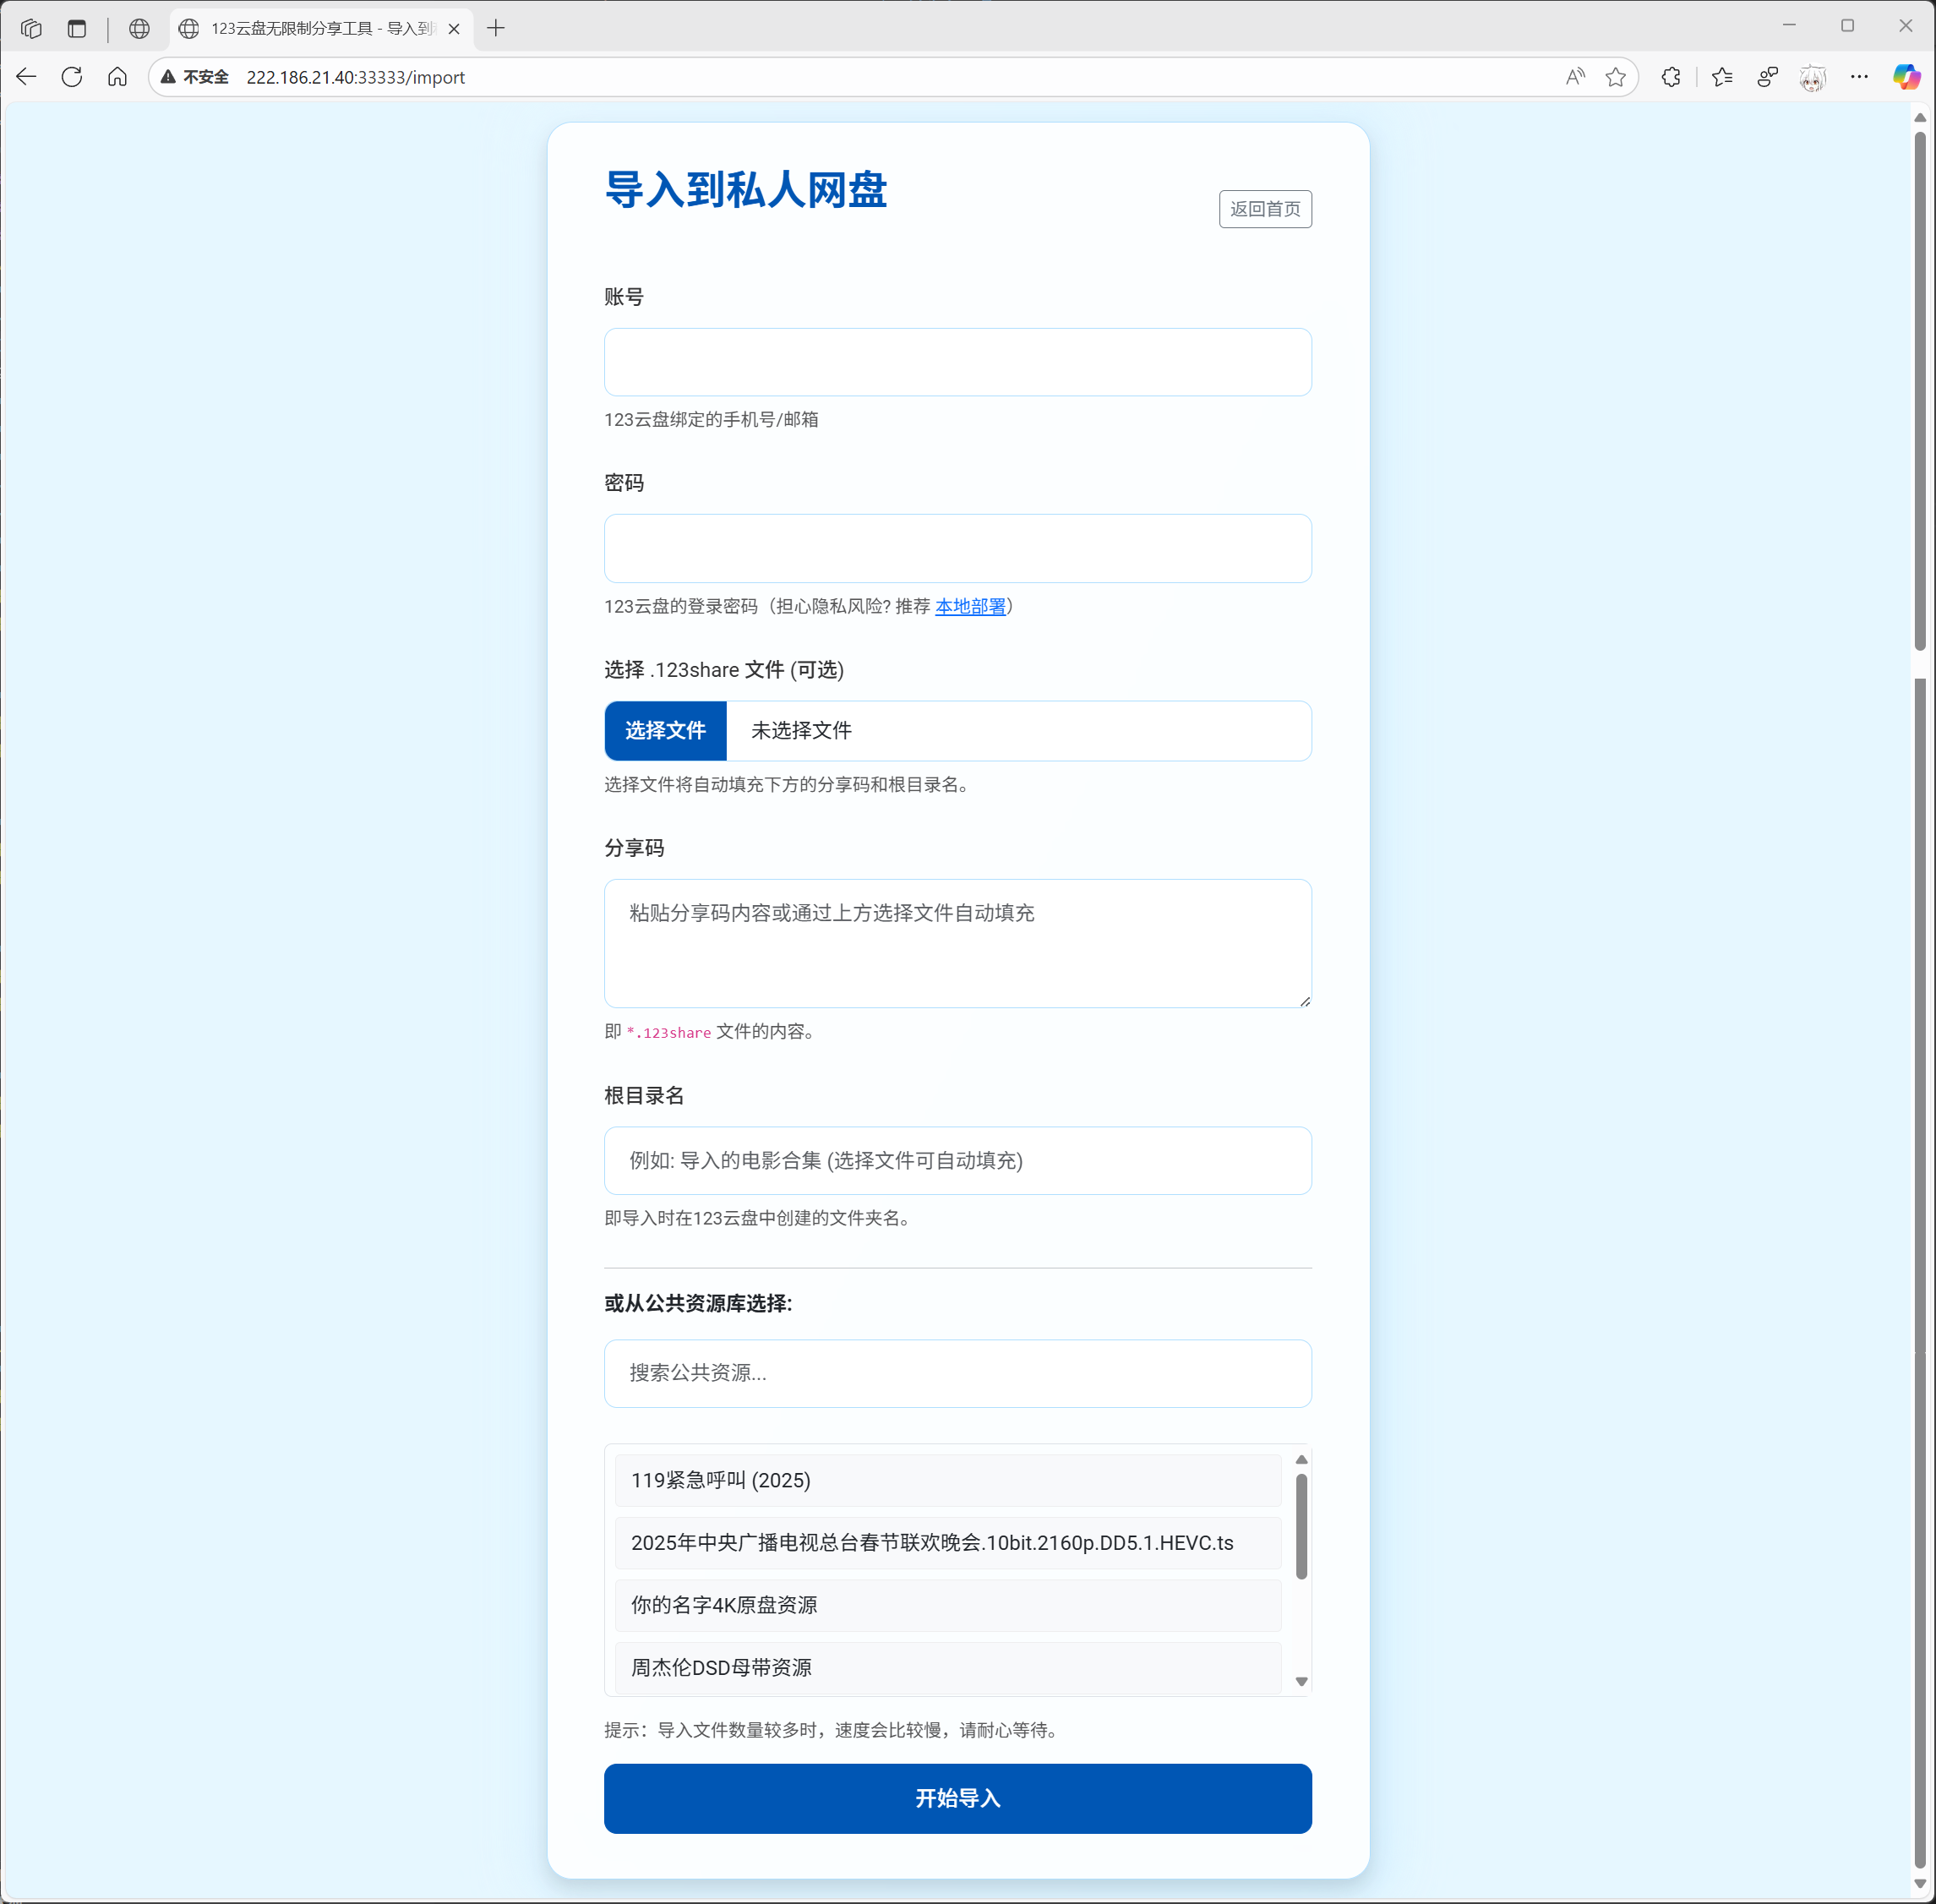 123云盘无限制分享工具 - 导入到
不安全 222.186.21.40:33333/import
导入到私人网盘
返回首页
账号
123云盘绑定的手机号/邮箱
密码
123云盘的登录密码（担心隐私风险? 推荐 本地部署）
选择 .123share 文件 (可选)
选择文件 未选择文件
选择文件将自动填充下方的分享码和根目录名。
分享码
粘贴分享码内容或通过上方选择文件自动填充
即 *.123share 文件的内容。
根目录名
例如: 导入的电影合集 (选择文件可自动填充)
即导入时在123云盘中创建的文件夹名。
或从公共资源库选择:
搜索公共资源...
119紧急呼叫 (2025)
2025年中央广播电视总台春节联欢晚会.10bit.2160p.DD5.1.HEVC.ts
你的名字4K原盘资源
周杰伦DSD母带资源
提示：导入文件数量较多时，速度会比较慢，请耐心等待。
开始导入